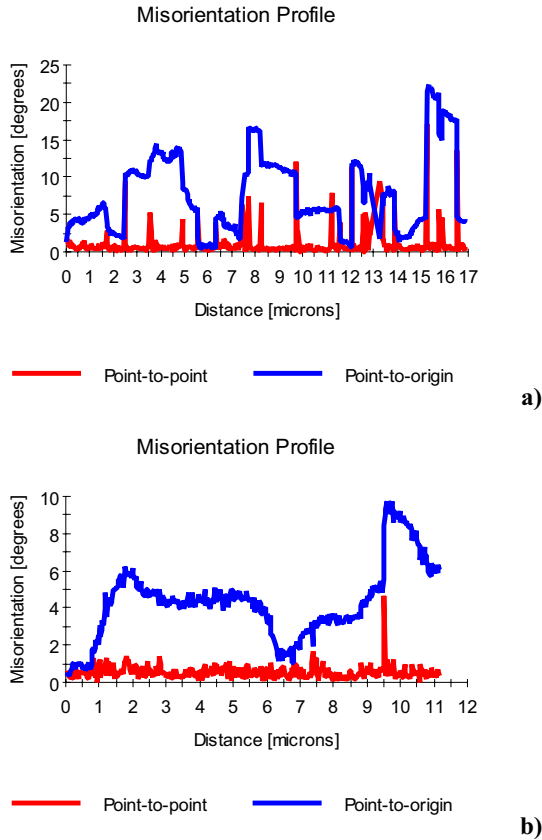 Misorientation Profile
25
20
15
10
5
0
Misorientation [degrees]
0 1 2 3 4 5 6 7 8 9 10 11 12 13 14 15 16 17
Distance [microns]
Point-to-point Point-to-origin
a)
Misorientation Profile
10
8
6
4
2
0
Misorientation [degrees]
0 1 2 3 4 5 6 7 8 9 10 11 12
Distance [microns]
Point-to-point Point-to-origin
b)